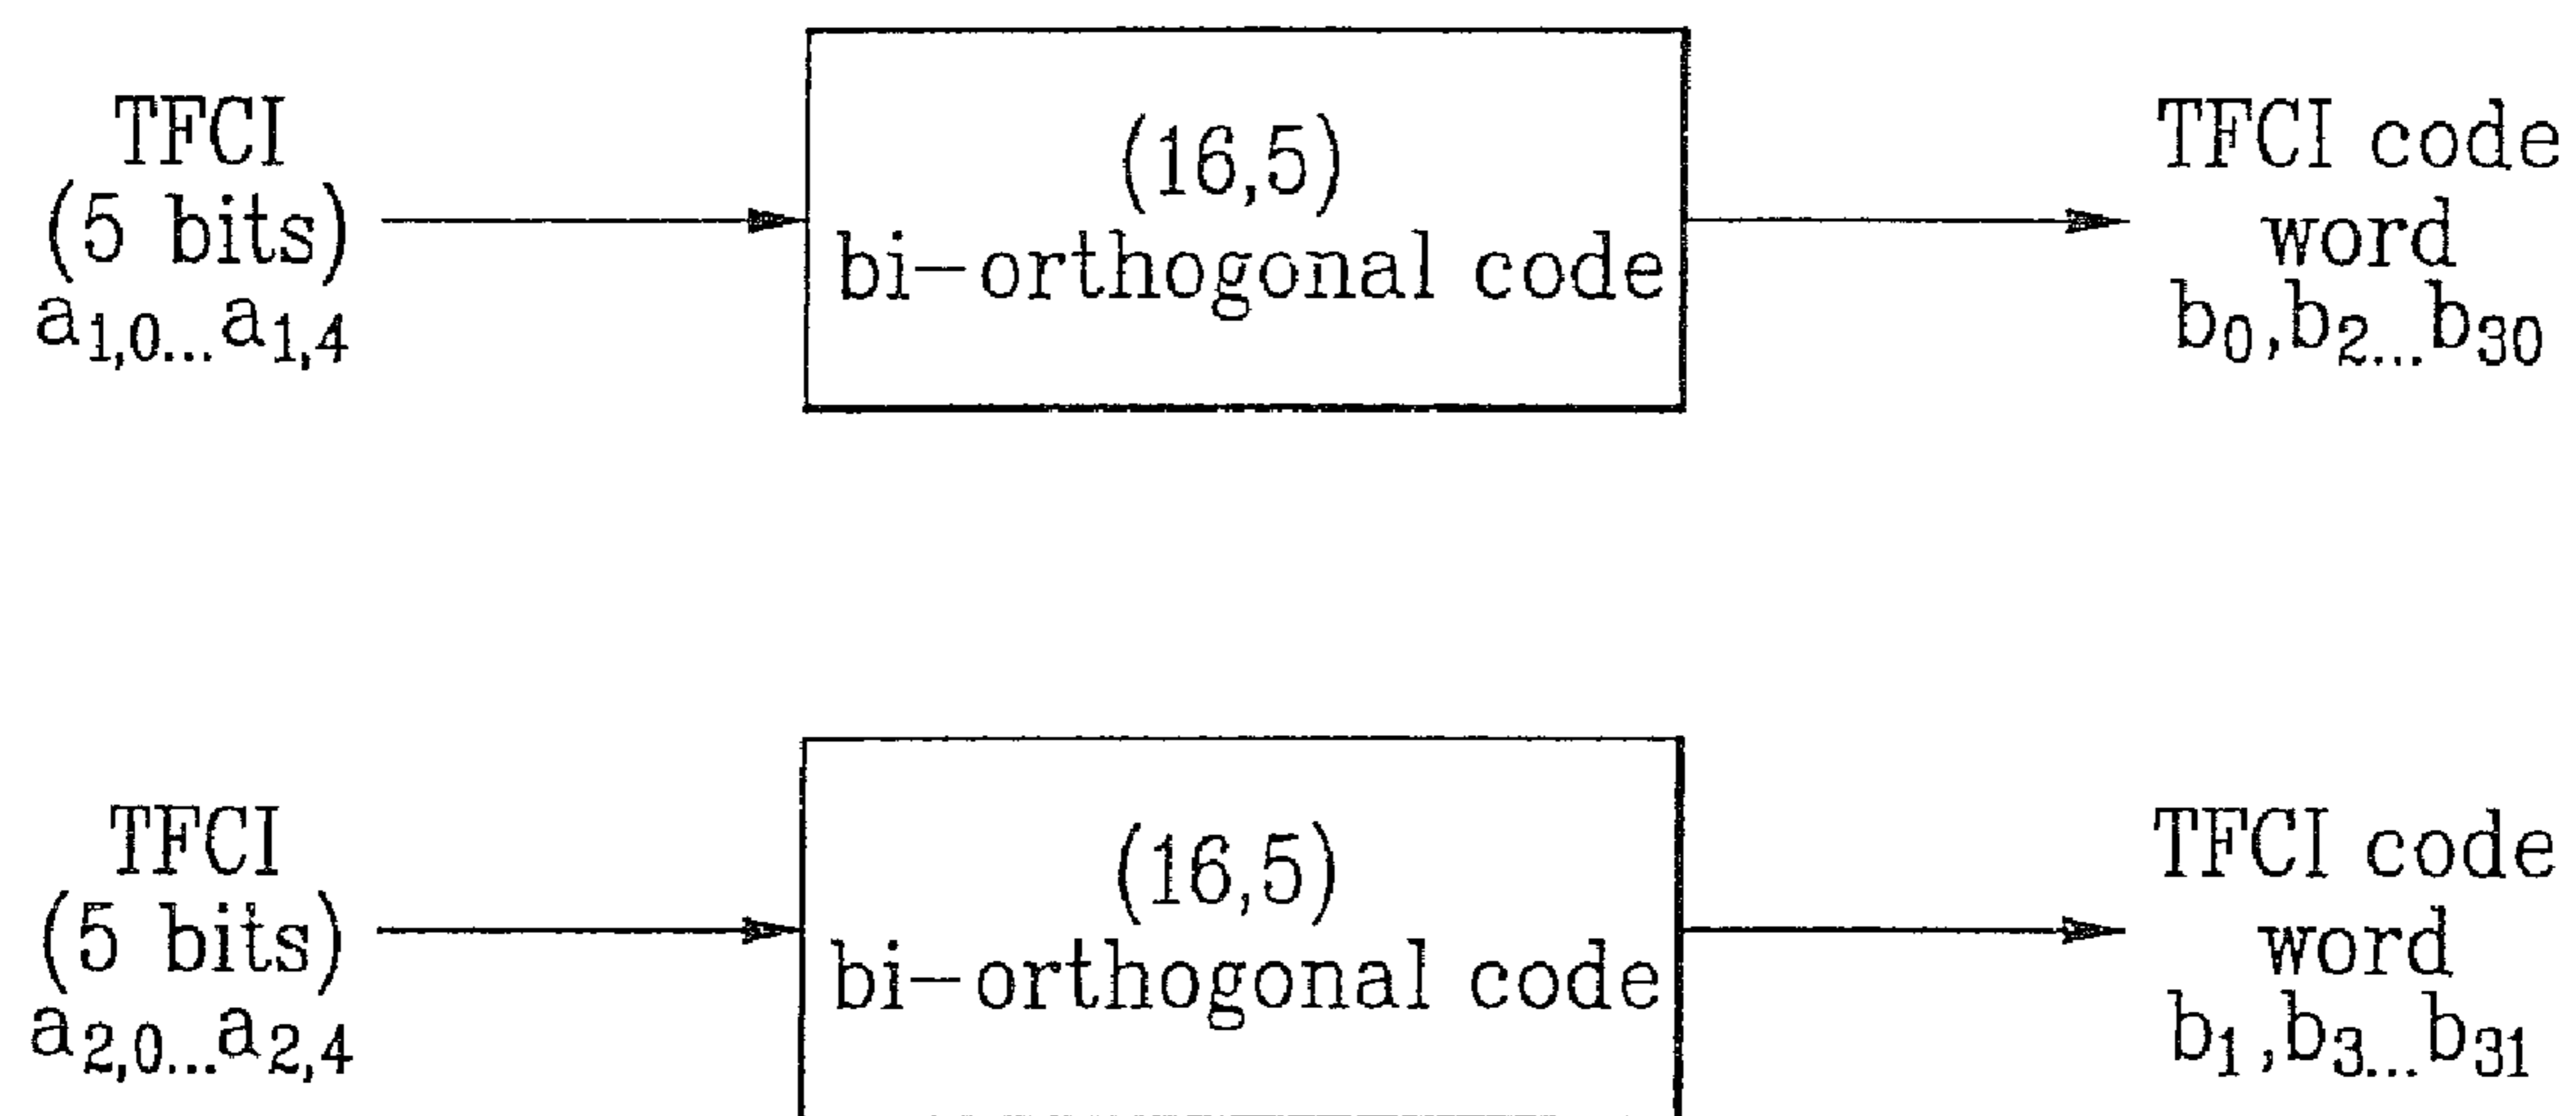 TFCI
(5 bits)
a1,0...a1,4
(16,5)
bi-orthogonal code
TFCI code
word
b0,b2...b30
TFCI
(5 bits)
a2,0...a2,4
(16,5)
bi-orthogonal code
TFCI code
word
b1,b3...b31